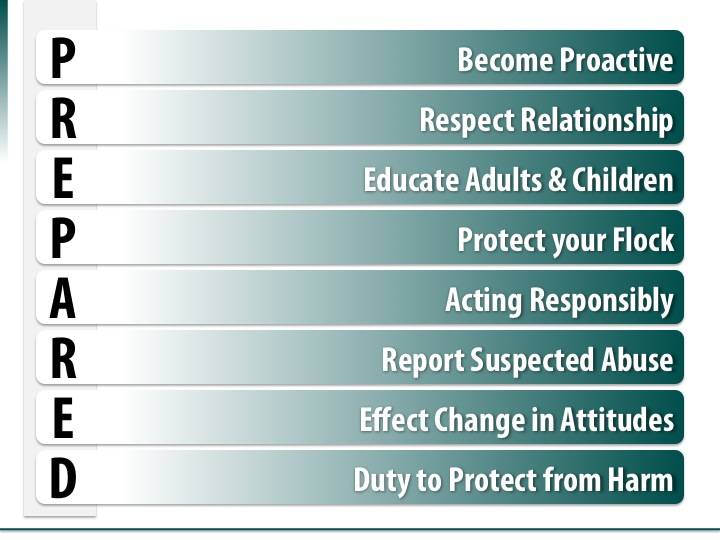 P Become Proactive
R Respect Relationship
E Educate Adults & Children
P Protect your Flock
A Acting Responsibly
R Report Suspected Abuse
E Effect Change in Attitudes
D Duty to Protect from Harm